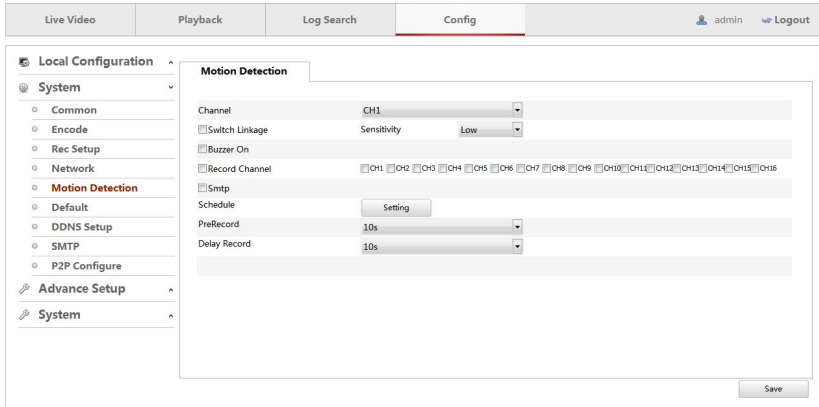 Live Video Playback Log Search Config admin Logout
Local Configuration
System
Common
Encode
Rec Setup
Network
Motion Detection
Default
DDNS Setup
SMTP
P2P Configure
Advance Setup
System
Motion Detection
Channel CH1
Switch Linkage Sensitivity Low
Buzzer On
Record Channel CH1 CH2 CH3 CH4 CH5 CH6 CH7 CH8 CH9 CH10 CH11 CH12 CH13 CH14 CH15 CH16
Smtp
Schedule Setting
PreRecord 10s
Delay Record 10s
Save